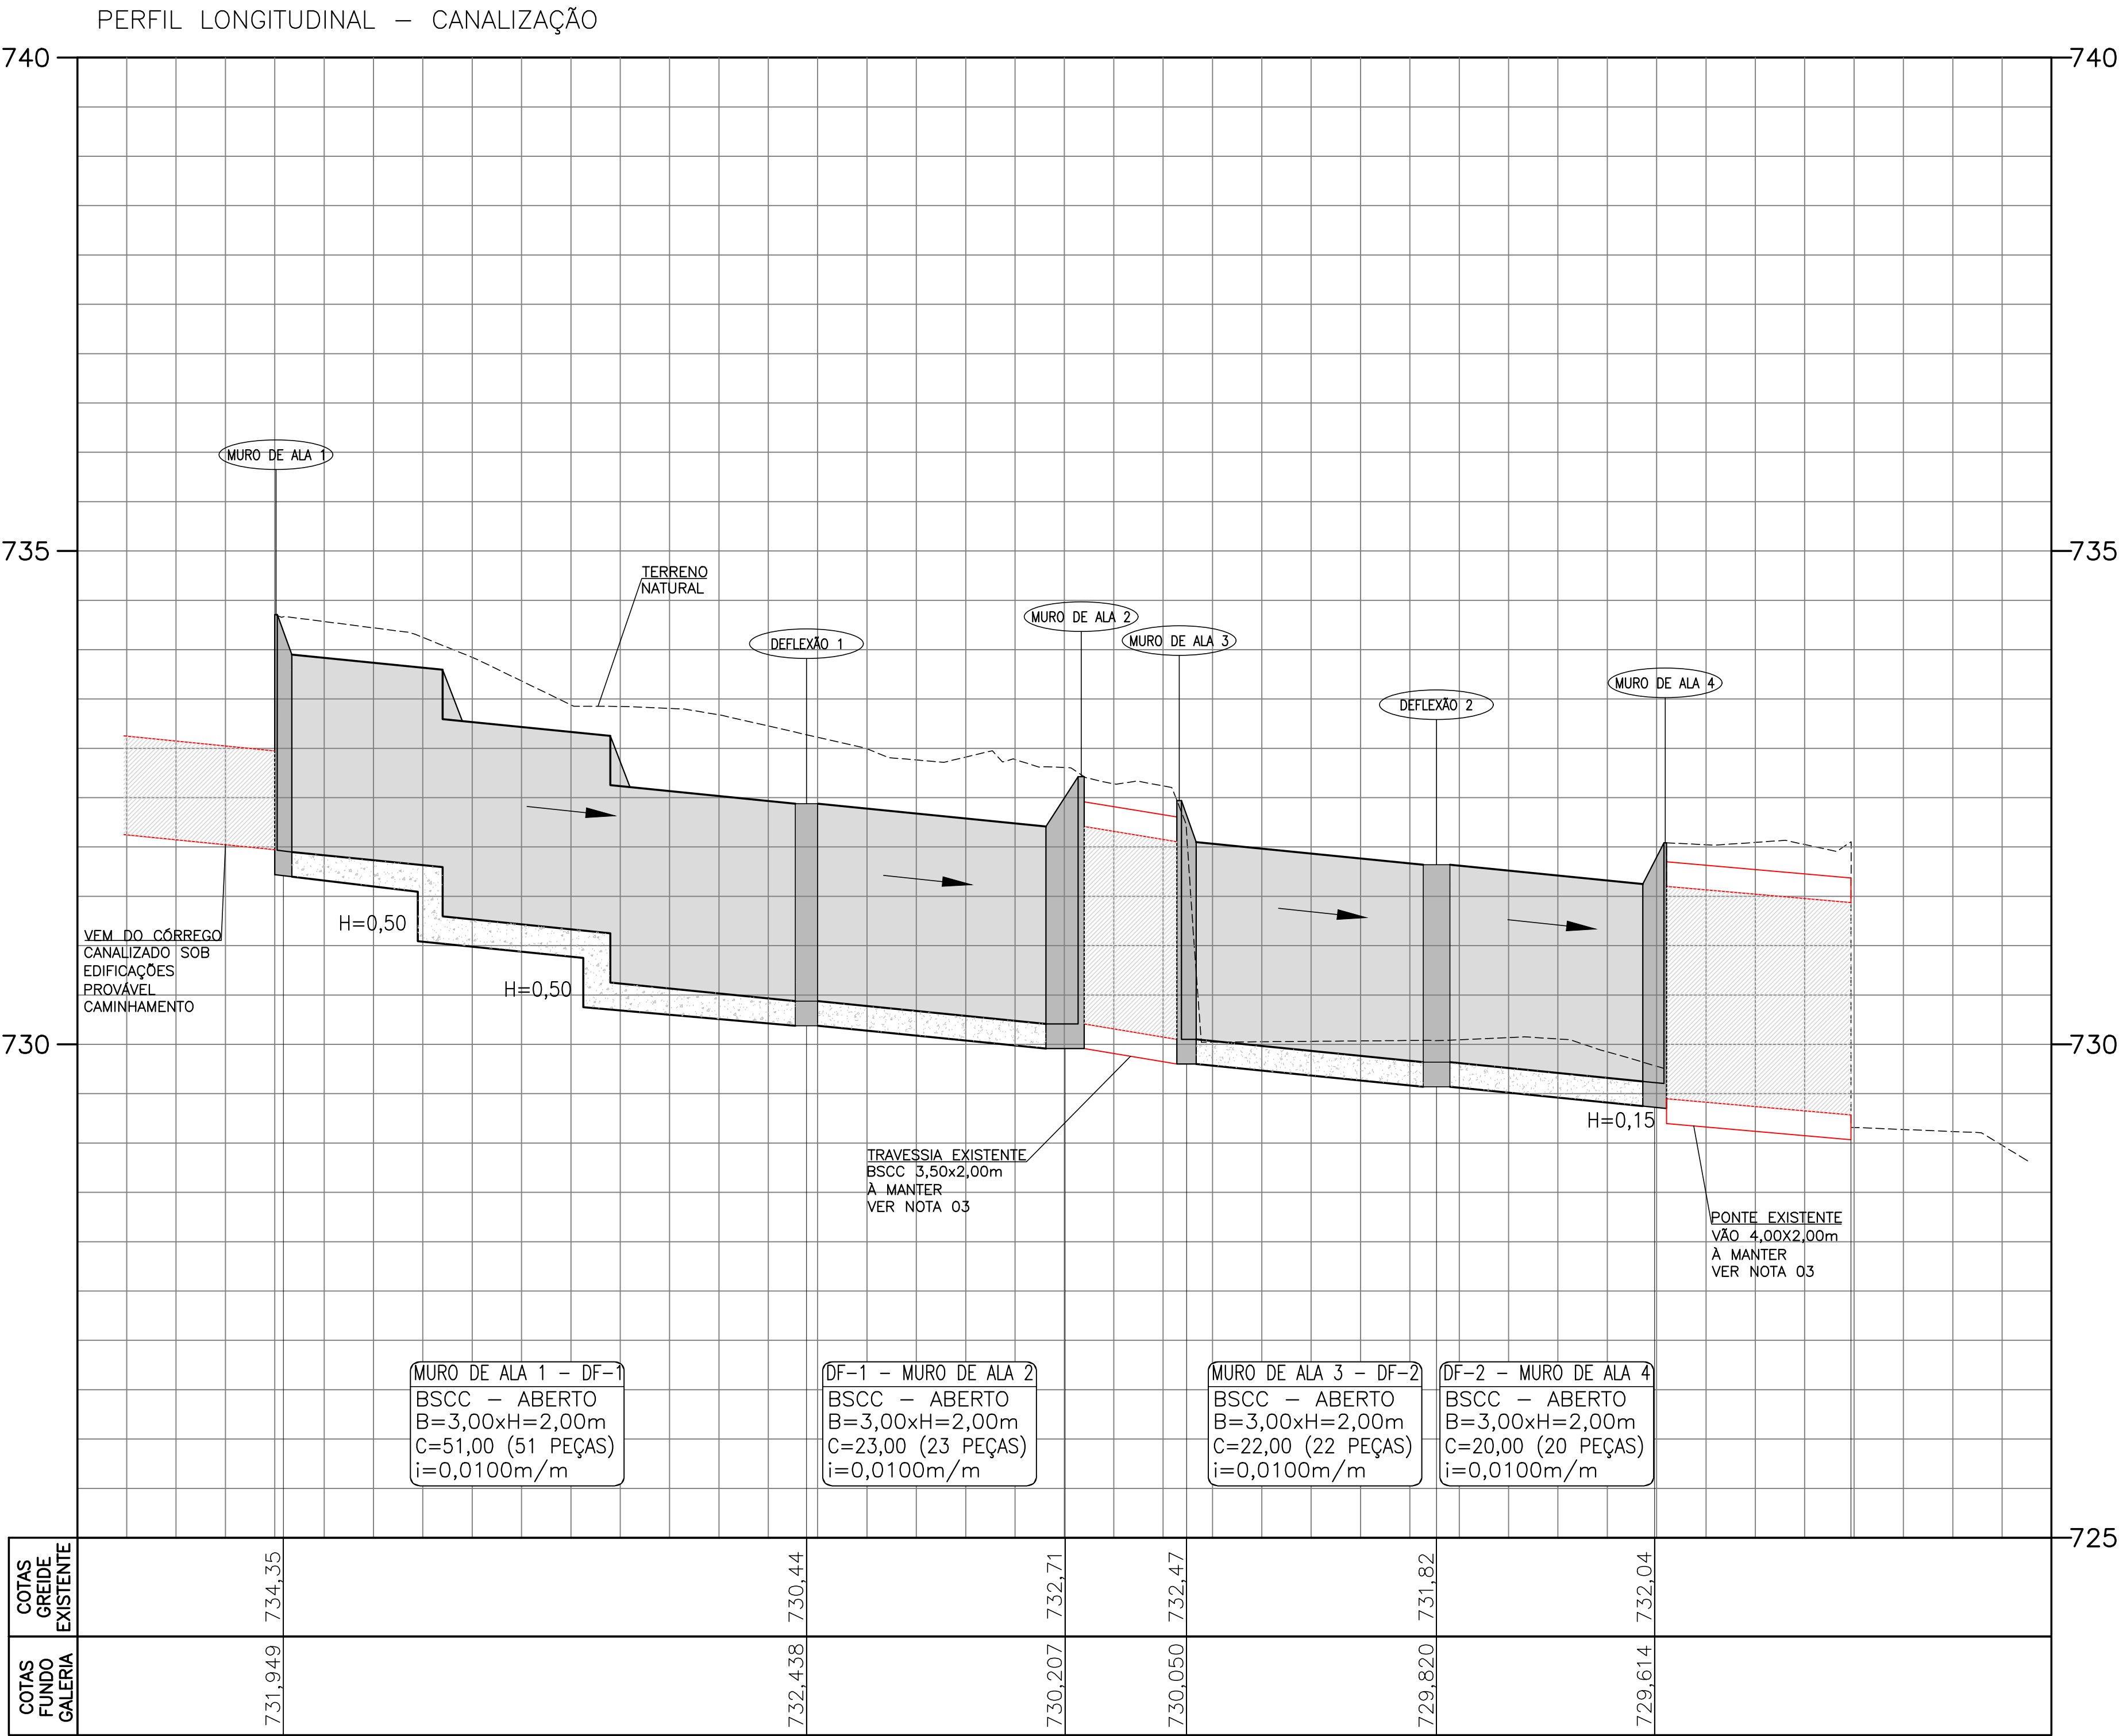 PERFIL LONGITUDINAL – CANALIZAÇÃO
740
740
735
735
730
730
725
MURO DE ALA 1
TERRENO
NATURAL
DEFLEXÃO 1
MURO DE ALA 2
MURO DE ALA 3
DEFLEXÃO 2
MURO DE ALA 4
H=0,50
H=0,50
H=0,15
VEM DO CÓRREGO
CANALIZADO SOB
EDIFICAÇÕES
PROVÁVEL
CAMINHAMENTO
TRAVESSIA EXISTENTE
BSCC 3,50x2,00m
À MANTER
VER NOTA 03
PONTE EXISTENTE
VÃO 4,00X2,00m
À MANTER
VER NOTA 03
MURO DE ALA 1 – DF-1
BSCC – ABERTO
B=3,00xH=2,00m
C=51,00 (51 PEÇAS)
i=0,0100m/m
DF-1 – MURO DE ALA 2
BSCC – ABERTO
B=3,00xH=2,00m
C=23,00 (23 PEÇAS)
i=0,0100m/m
MURO DE ALA 3 – DF-2
BSCC – ABERTO
B=3,00xH=2,00m
C=22,00 (22 PEÇAS)
i=0,0100m/m
DF-2 – MURO DE ALA 4
BSCC – ABERTO
B=3,00xH=2,00m
C=20,00 (20 PEÇAS)
i=0,0100m/m
COTAS
GREIDE
EXISTENTE
734,35
730,44
732,71
732,47
731,82
732,04
COTAS
FUNDO
GALERIA
731,949
732,438
730,207
730,050
729,820
729,614